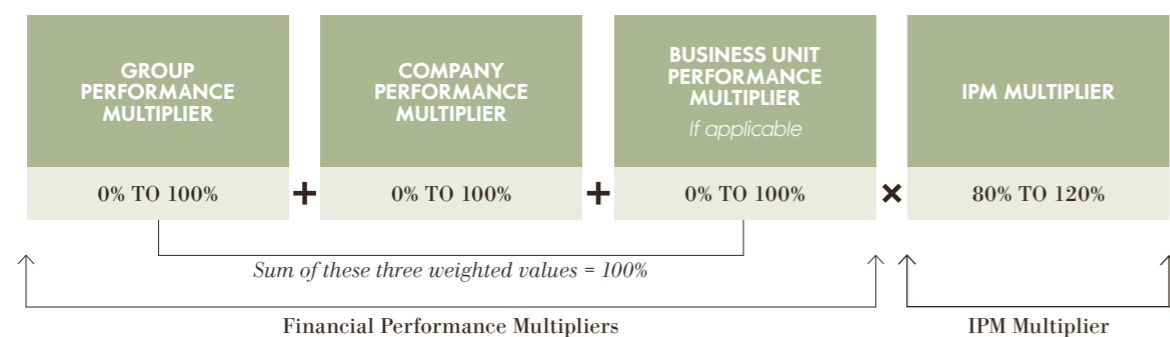 GROUP
PERFORMANCE
MULTIPLIER
COMPANY
PERFORMANCE
MULTIPLIER
BUSINESS UNIT
PERFORMANCE
MULTIPLIER
If applicable
IPM MULTIPLIER
0% TO 100%
+
0% TO 100%
+
0% TO 100%
×
80% TO 120%
Sum of these three weighted values = 100%
Financial Performance Multipliers
IPM Multiplier